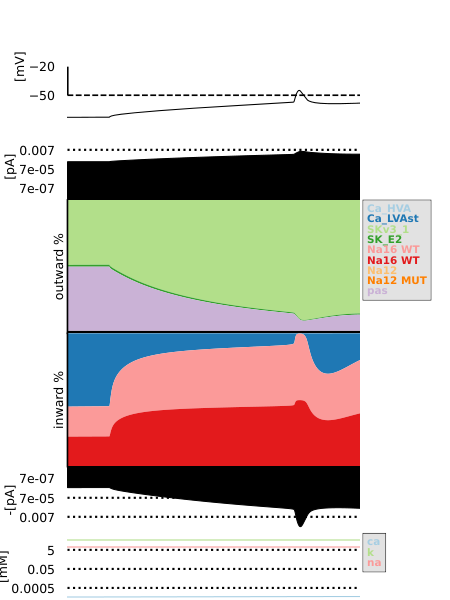 [mV]
−20
−50
[pA]
0.007
7e-05
7e-07
outward %
Ca_HVA
Ca_LVAst
SKv3_1
SK_E2
Na16 WT
Na16 WT
Na12
Na12 MUT
pas
inward %
-[pA]
7e-07
7e-05
0.007
[mM]
5
0.05
0.0005
ca
k
na